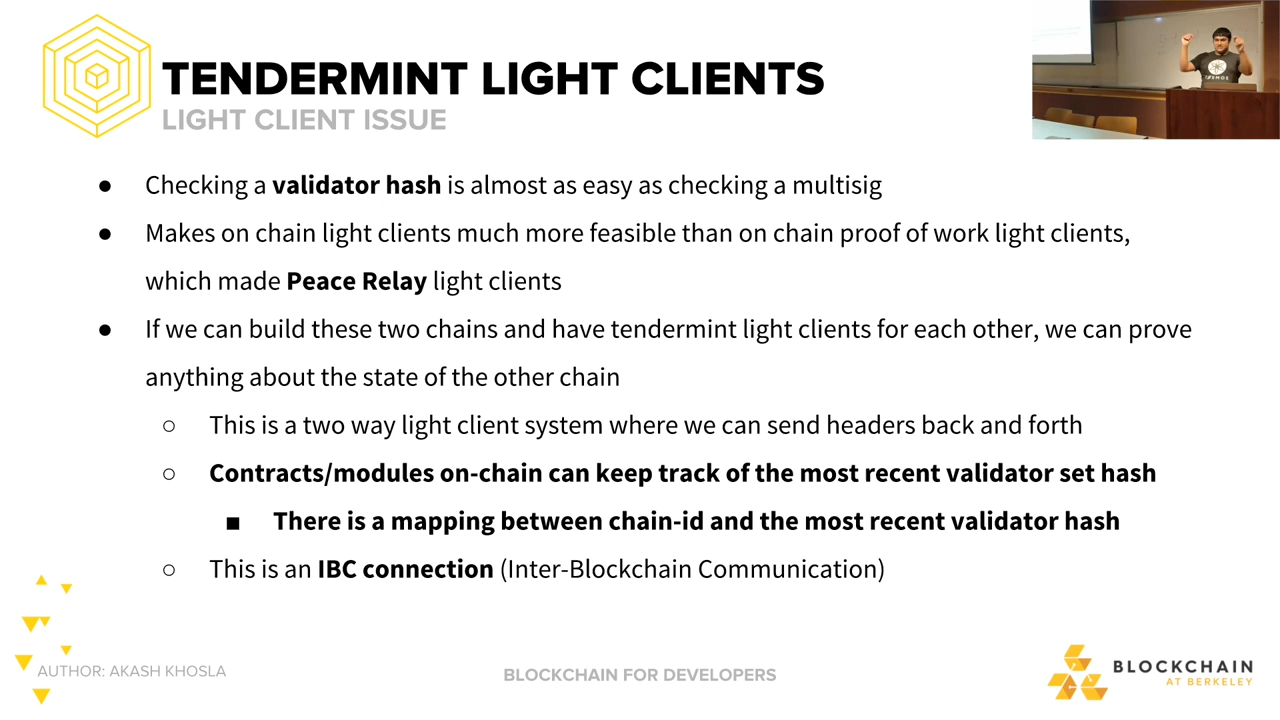 TENDERMINT LIGHT CLIENTS
LIGHT CLIENT ISSUE
● Checking a validator hash is almost as easy as checking a multisig
● Makes on chain light clients much more feasible than on chain proof of work light clients,
which made Peace Relay light clients
● If we can build these two chains and have tendermint light clients for each other, we can prove
anything about the state of the other chain
○ This is a two way light client system where we can send headers back and forth
○ Contracts/modules on-chain can keep track of the most recent validator set hash
■ There is a mapping between chain-id and the most recent validator hash
○ This is an IBC connection (Inter-Blockchain Communication)
AUTHOR: AKASH KHOSLA
BLOCKCHAIN FOR DEVELOPERS
BLOCKCHAIN
AT BERKELEY